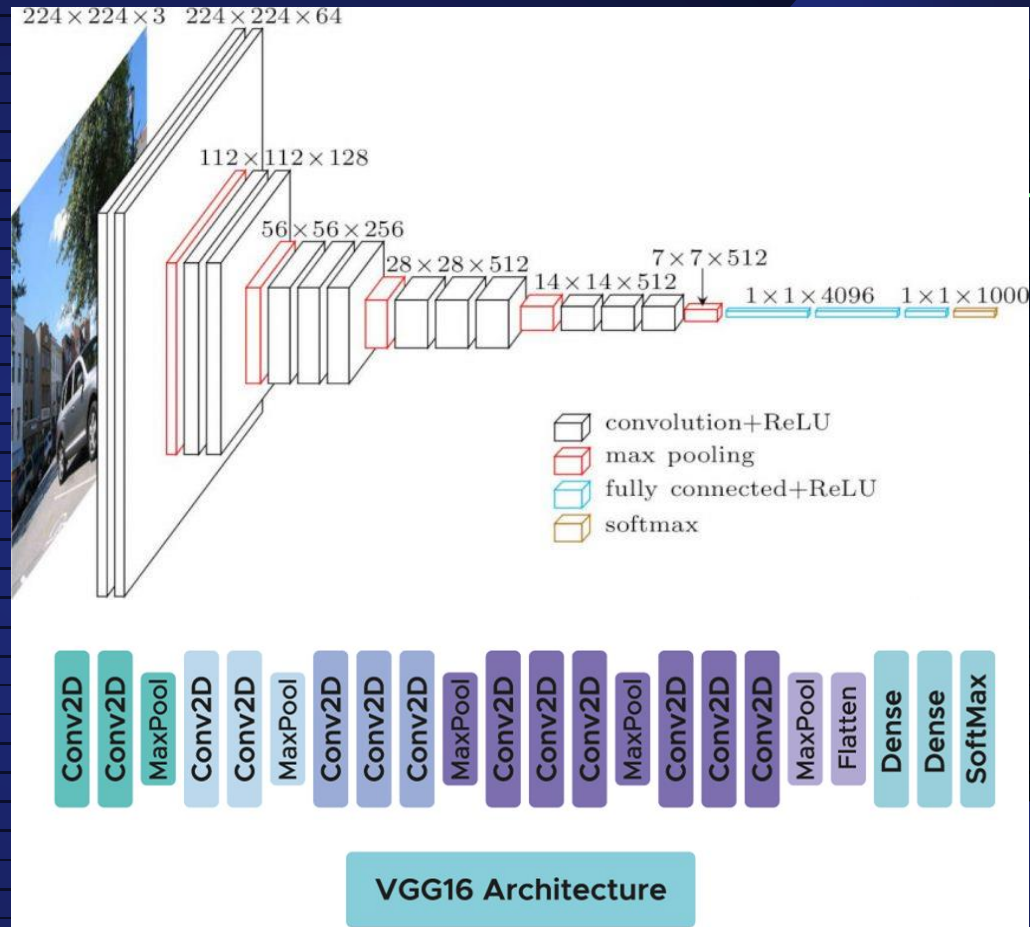 224×224×3 224×224×64
112×112×128
56×56×256
28×28×512
14×14×512
7×7×512
1×1×4096 1×1×1000
convolution+ReLU
max pooling
fully connected+ReLU
softmax
Conv2D
Conv2D
MaxPool
Conv2D
Conv2D
MaxPool
Conv2D
Conv2D
Conv2D
MaxPool
Conv2D
Conv2D
Conv2D
MaxPool
Conv2D
Conv2D
Conv2D
MaxPool
Flatten
Dense
Dense
SoftMax
VGG16 Architecture